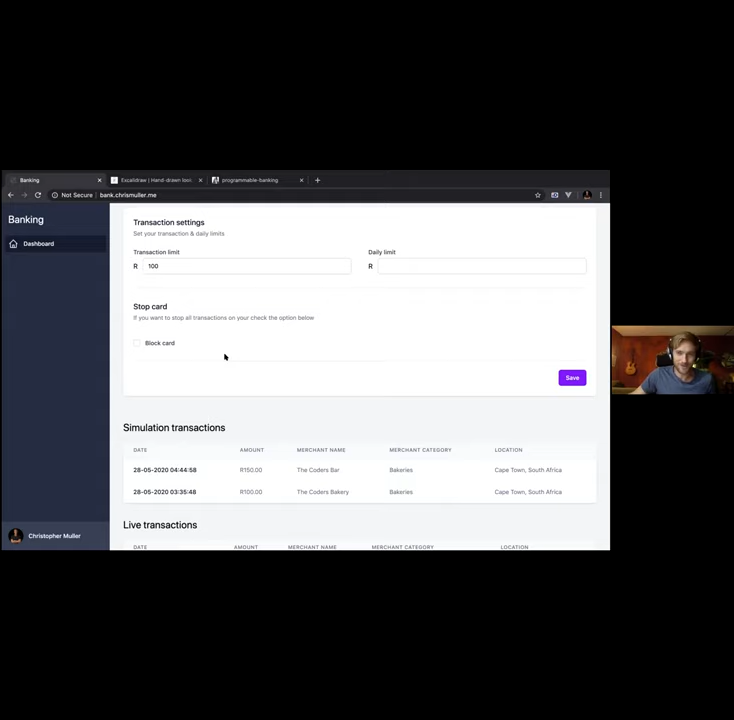 Banking
Excalidraw | Hand-drawn look
programmable-banking
Not Secure | bank.chrismuller.me
Banking
Dashboard
Transaction settings
Set your transaction & daily limits
Transaction limit
Daily limit
R 100
R
Stop card
If you want to stop all transactions on your check the option below
Block card
Save
Simulation transactions
DATE AMOUNT MERCHANT NAME MERCHANT CATEGORY LOCATION
28-05-2020 04:44:58 R150.00 The Coders Bar Bakeries Cape Town, South Africa
28-05-2020 03:35:48 R100.00 The Coders Bakery Bakeries Cape Town, South Africa
Live transactions
DATE AMOUNT MERCHANT NAME MERCHANT CATEGORY LOCATION
Christopher Muller